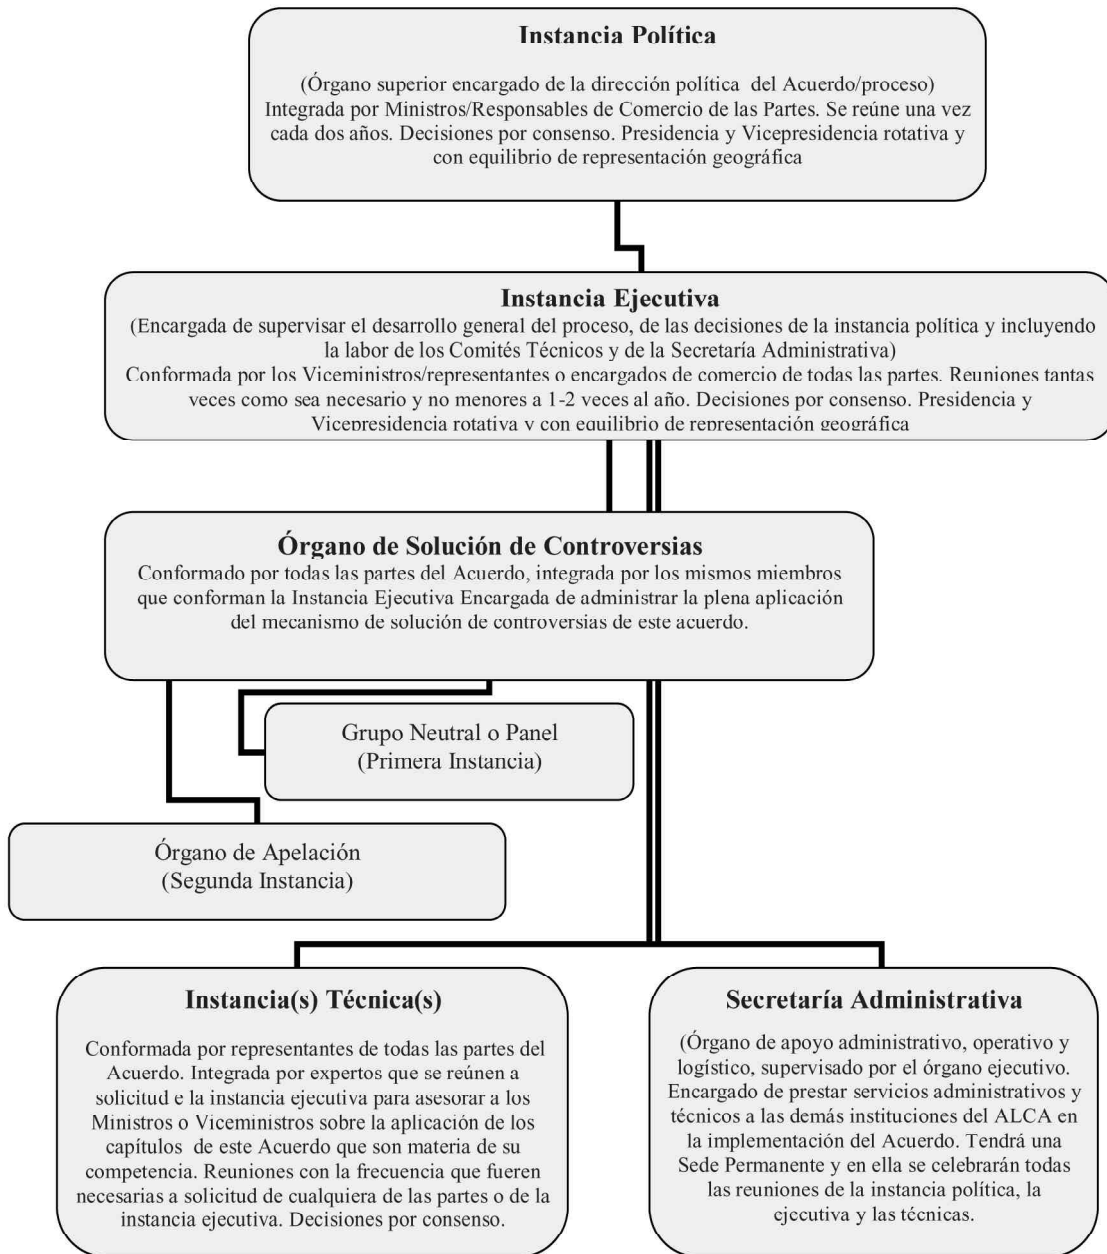 Instancia Política
(Órgano superior encargado de la dirección política del Acuerdo/proceso)
Integrada por Ministros/Responsables de Comercio de las Partes. Se reúne una vez
cada dos años. Decisiones por consenso. Presidencia y Vicepresidencia rotativa y
con equilibrio de representación geográfica
Instancia Ejecutiva
(Encargada de supervisar el desarrollo general del proceso, de las decisiones de la instancia política y incluyendo
la labor de los Comités Técnicos y de la Secretaría Administrativa)
Conformada por los Viceministros/representantes o encargados de comercio de todas las partes. Reuniones tantas
veces como sea necesario y no menores a 1-2 veces al año. Decisiones por consenso. Presidencia y
Vicepresidencia rotativa y con equilibrio de representación geográfica
Órgano de Solución de Controversias
Conformado por todas las partes del Acuerdo, integrada por los mismos miembros
que conforman la Instancia Ejecutiva Encargada de administrar la plena aplicación
del mecanismo de solución de controversias de este acuerdo.
Grupo Neutral o Panel
(Primera Instancia)
Órgano de Apelación
(Segunda Instancia)
Instancia(s) Técnica(s)
Conformada por representantes de todas las partes del
Acuerdo. Integrada por expertos que se reúnen a
solicitud e la instancia ejecutiva para asesorar a los
Ministros o Viceministros sobre la aplicación de los
capítulos de este Acuerdo que son materia de su
competencia. Reuniones con la frecuencia que fueren
necesarias a solicitud de cualquiera de las partes o de la
instancia ejecutiva. Decisiones por consenso.
Secretaría Administrativa
(Órgano de apoyo administrativo, operativo y
logístico, supervisado por el órgano ejecutivo.
Encargado de prestar servicios administrativos y
técnicos a las demás instituciones del ALCA en
la implementación del Acuerdo. Tendrá una
Sede Permanente y en ella se celebrarán todas
las reuniones de la instancia política, la
ejecutiva y las técnicas.